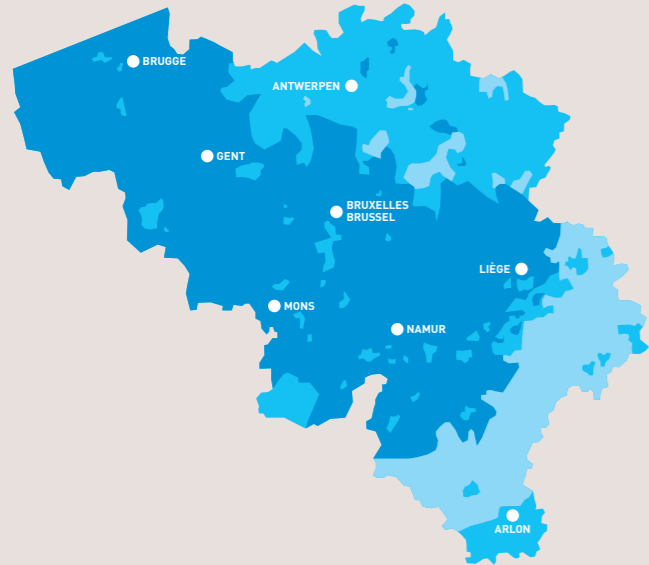 BRUGGE
ANTWERPEN
GENT
BRUXELLES
BRUSSEL
LIÈGE
MONS
NAMUR
ARLON